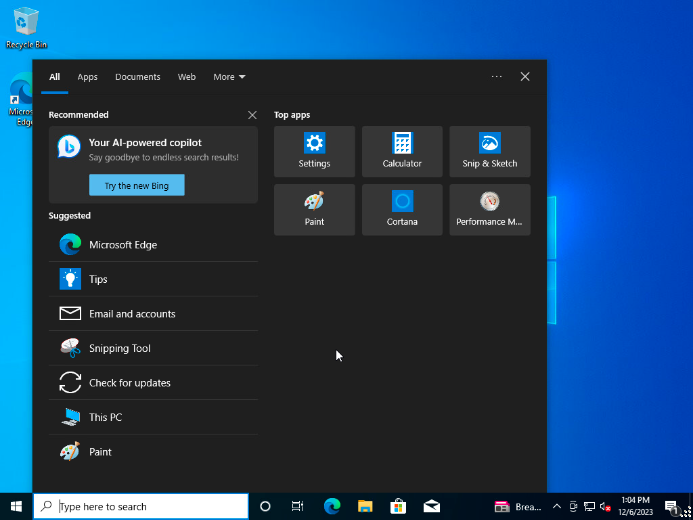 Recycle Bin
Micros
Edge
All Apps Documents Web More
Recommended
Your AI-powered copilot
Say goodbye to endless search results!
Try the new Bing
Suggested
Microsoft Edge
Tips
Email and accounts
Snipping Tool
Check for updates
This PC
Paint
Top apps
Settings
Calculator
Snip & Sketch
Paint
Cortana
Performance M...
Type here to search
Brea...
1:04 PM
12/6/2023